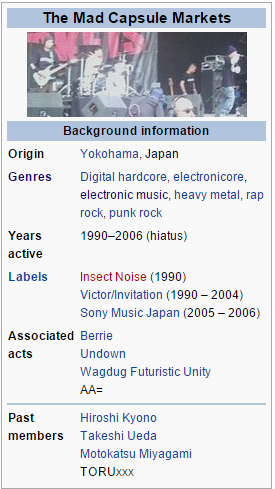 The Mad Capsule Markets
Background information
Origin Yokohama, Japan
Genres Digital hardcore, electronicore,
electronic music, heavy metal, rap
rock, punk rock
Years 1990–2006 (hiatus)
active
Labels Insect Noise (1990)
Victor/Invitation (1990 – 2004)
Sony Music Japan (2005 – 2006)
Associated Berrie
acts Undown
Wagdug Futuristic Unity
AA=
Past Hiroshi Kyono
members Takeshi Ueda
Motokatsu Miyagami
TORUxxx